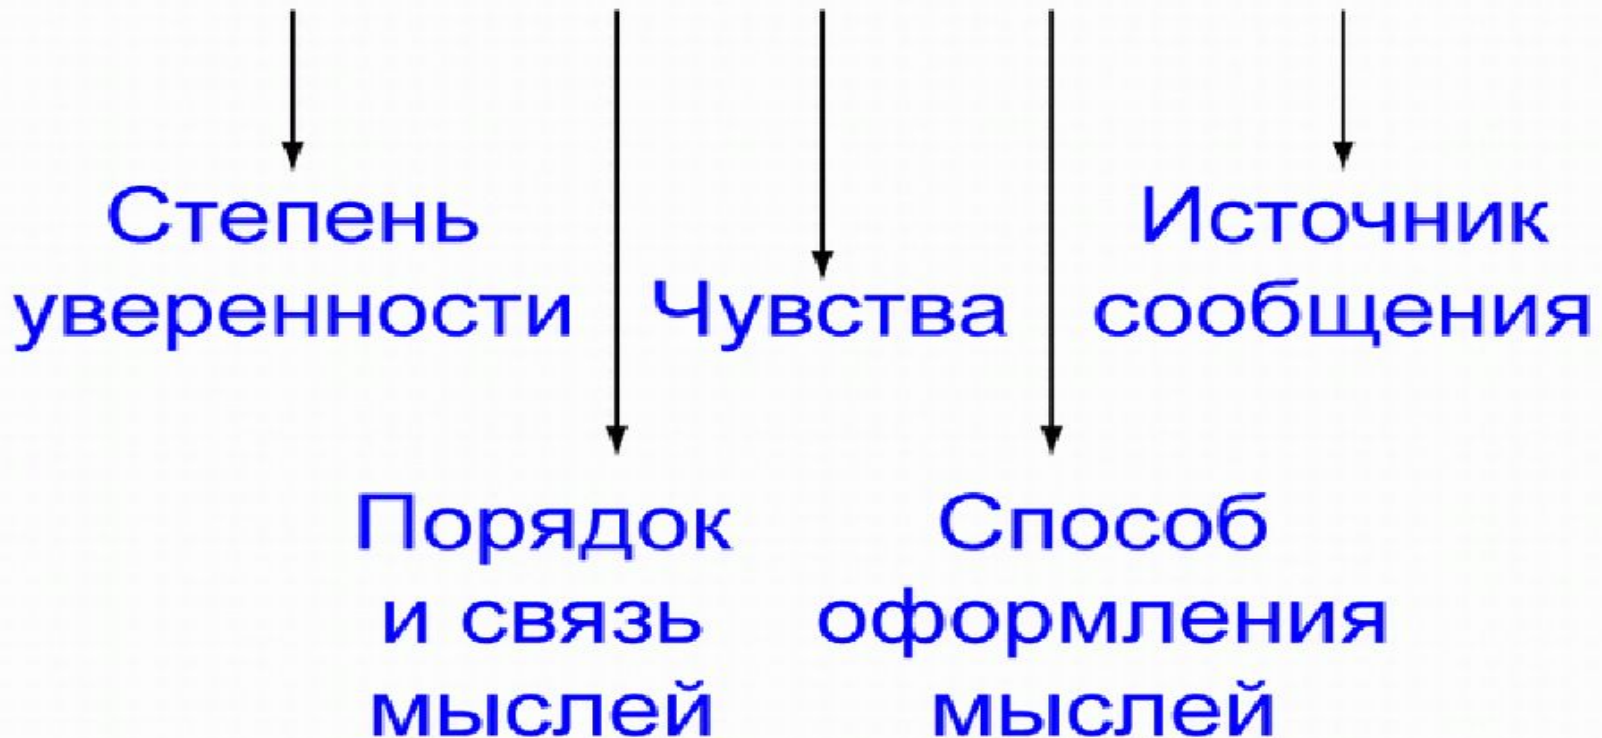 Степень
уверенности
Чувства
Источник
сообщения
Порядок
и связь
мыслей
Способ
оформления
мыслей